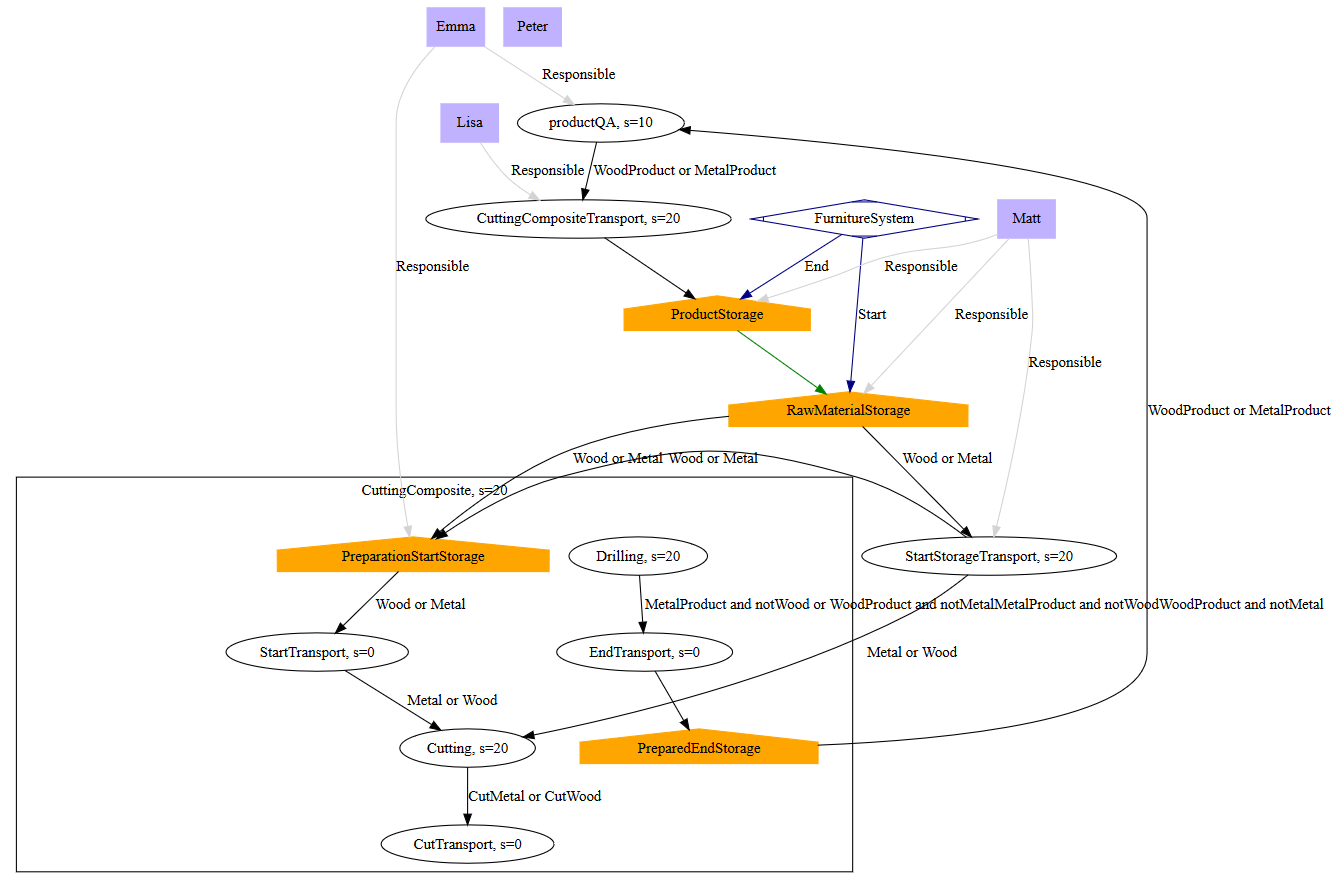 Emma
Peter
Responsible
Lisa
productQA, s=10
Responsible
WoodProduct or MetalProduct
CuttingCompositeTransport, s=20
FurnitureSystem
Matt
Responsible
End
Responsible
ProductStorage
Start
Responsible
Responsible
RawMaterialStorage
WoodProduct or MetalProduct
Wood or Metal
Wood or Metal
Wood or Metal
CuttingComposite, s=20
PreparationStartStorage
Drilling, s=20
StartStorageTransport, s=20
Wood or Metal
MetalProduct and notWood or WoodProduct and notMetalMetalProduct and notWoodWoodProduct and notMetal
StartTransport, s=0
EndTransport, s=0
Metal or Wood
Metal or Wood
Cutting, s=20
PreparedEndStorage
CutMetal or CutWood
CutTransport, s=0